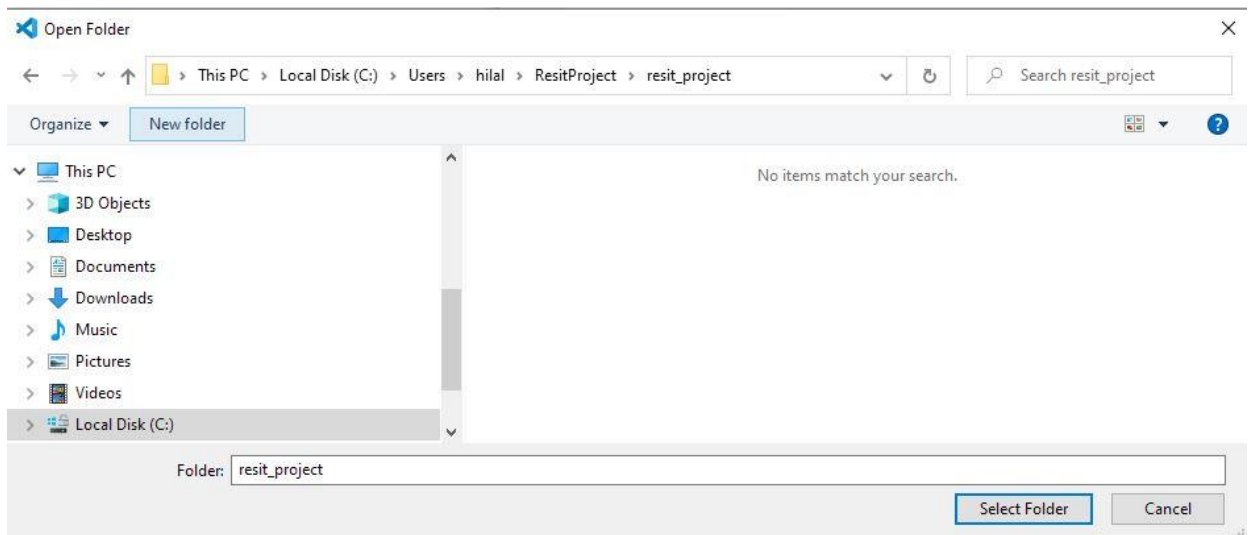 Open Folder
This PC > Local Disk (C:) > Users > hilal > ResitProject > resit_project
Search resit_project
Organize
New folder
?
This PC
3D Objects
Desktop
Documents
Downloads
Music
Pictures
Videos
Local Disk (C:)
No items match your search.
Folder: resit_project
Select Folder
Cancel